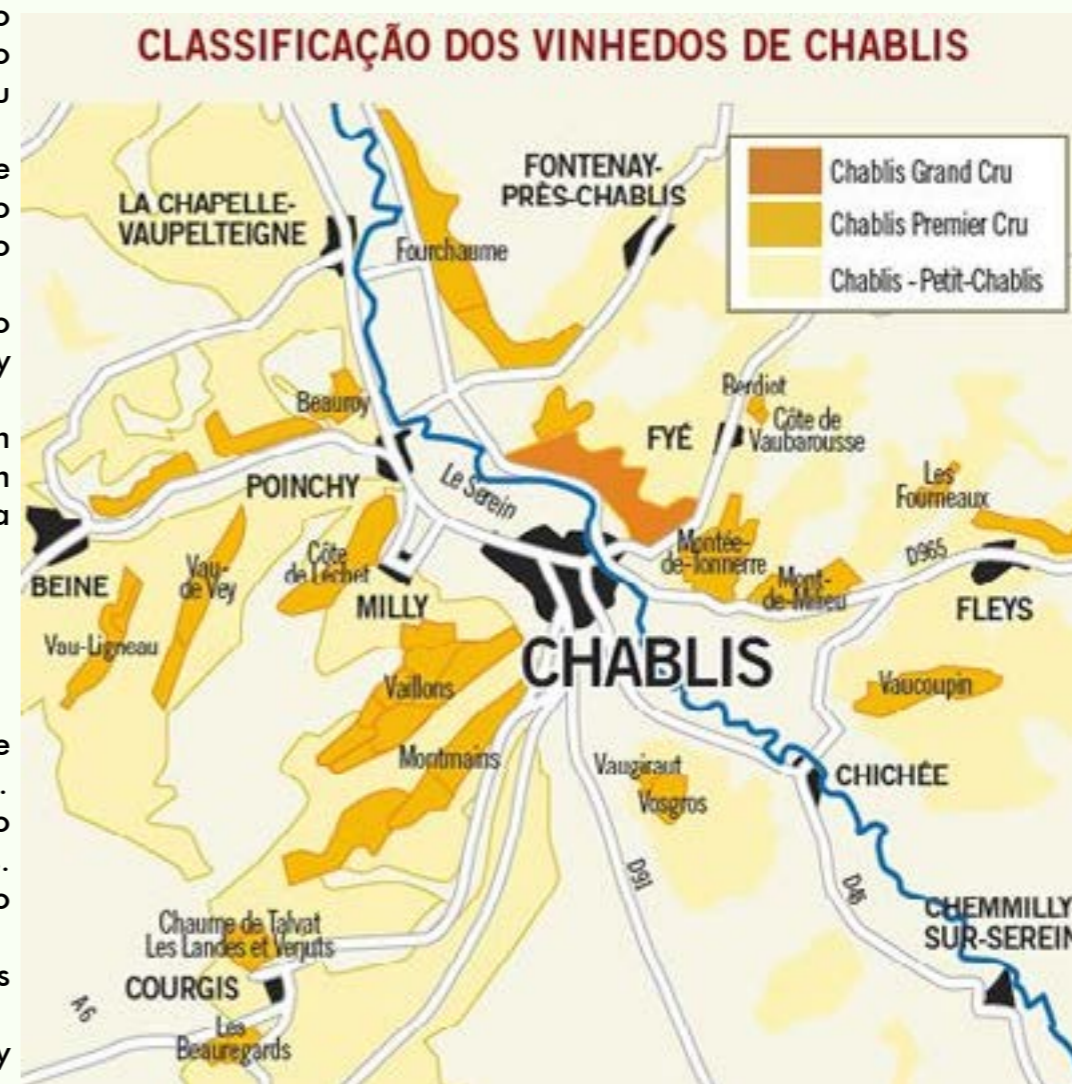 o
o
u
e
o
o
o
y
n
n
a
e
.
o
.
o
s
y
CLASSIFICAÇÃO DOS VINHEDOS DE CHABLIS
Chablis Grand Cru
Chablis Premier Cru
Chablis - Petit-Chablis
FONTENAY-
PRÈS-CHABLIS
LA CHAPELLE-
VAUPELTEIGNE
Fourchaume
Beauroy
Berdiot
Côte de
Vaubarousse
FYÉ
POINCHY
Le Serein
Les
Fourneaux
BEINE
Vau-
de Vey
Côte
de Léchet
MILLY
Montée-
de-Tonnerre
Mont-
de-Milieu
D965
FLEYS
Vau-Ligneau
CHABLIS
Vaillons
Vaucoupin
Montmains
Vaugiraut
Vosgros
CHICHÉE
D91
D45
CHEMMILLY
SUR-SEREIN
Chaume de Talvat
Les Landes et Verjuts
COURGIS
A6
Les
Beauregards